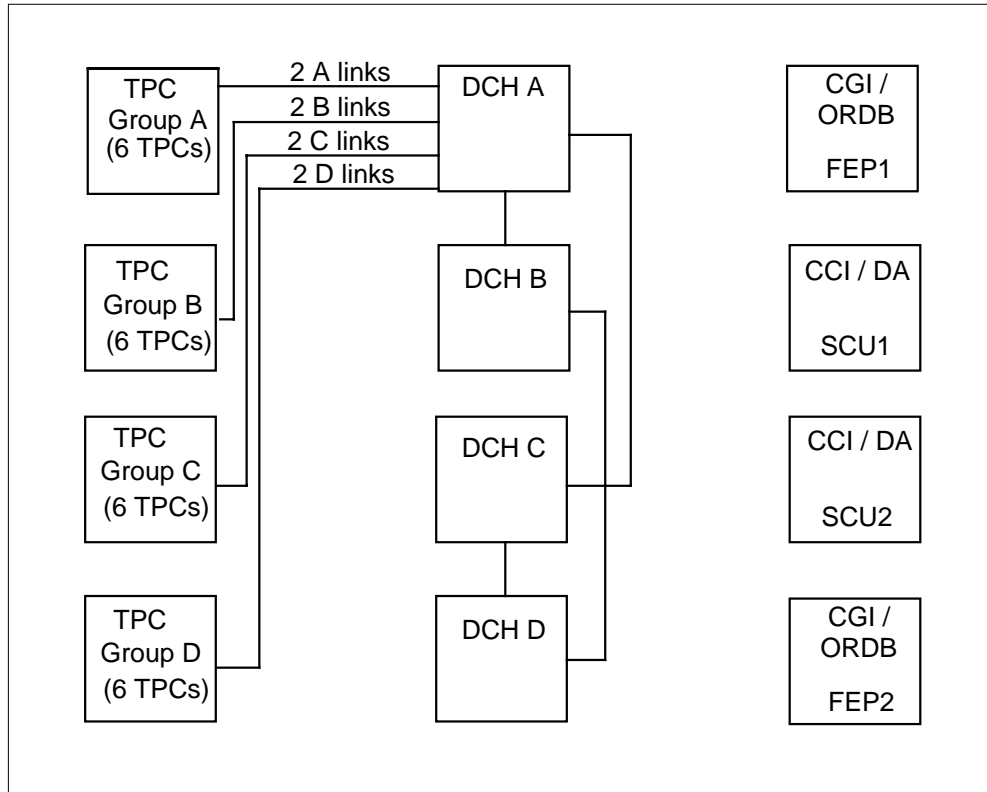 TPC
Group A
(6 TPCs)
2 A links
2 B links
2 C links
2 D links
DCH A
CGI /
ORDB
FEP1
TPC
Group B
(6 TPCs)
DCH B
CCI / DA
SCU1
TPC
Group C
(6 TPCs)
DCH C
CCI / DA
SCU2
TPC
Group D
(6 TPCs)
DCH D
CGI /
ORDB
FEP2